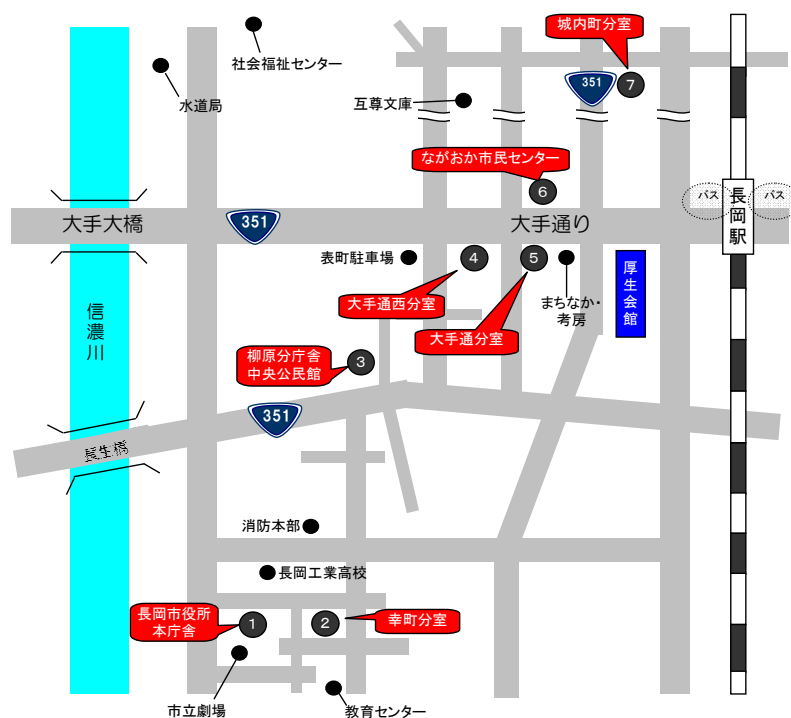 城内町分室
社会福祉センター
351
7
水道局
互尊文庫
ながおか市民センター
6
バス
長岡駅
バス
大手大橋
351
大手通り
表町駐車場
4
5
厚生会館
まちなか・
考房
大手通西分室
信濃川
大手通分室
柳原分庁舎
中央公民館
3
351
長生橋
消防本部
長岡工業高校
長岡市役所
本庁舎
1
2
幸町分室
市立劇場
教育センター